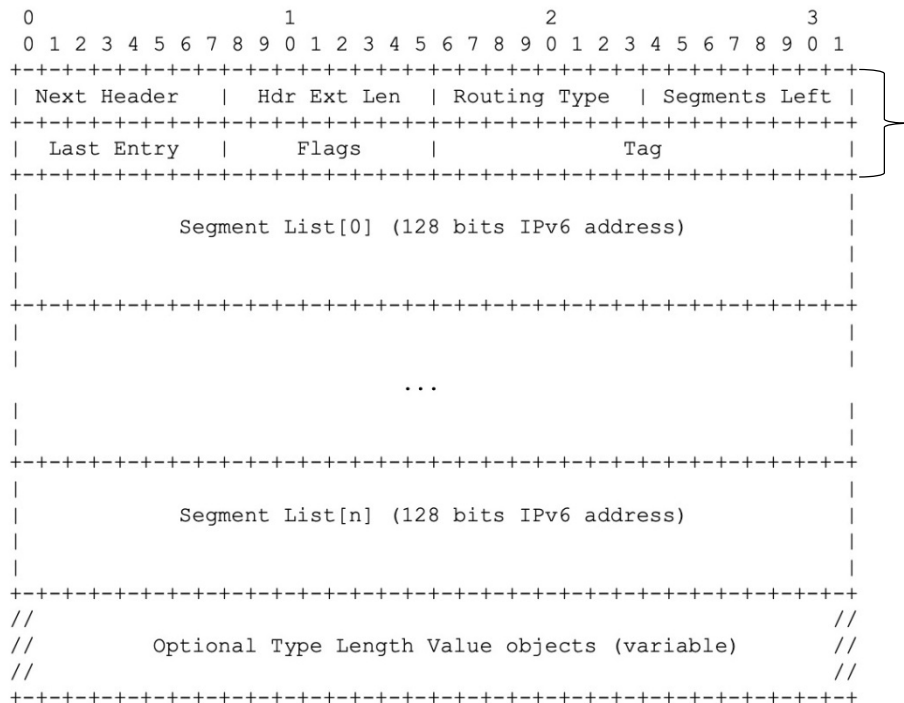 0 1 2 3
0 1 2 3 4 5 6 7 8 9 0 1 2 3 4 5 6 7 8 9 0 1 2 3 4 5 6 7 8 9 0 1
+-+-+-+-+-+-+-+-+-+-+-+-+-+-+-+-+-+-+-+-+-+-+-+-+-+-+-+-+-+-+-+-+
| Next Header | Hdr Ext Len | Routing Type | Segments Left |
+-+-+-+-+-+-+-+-+-+-+-+-+-+-+-+-+-+-+-+-+-+-+-+-+-+-+-+-+-+-+-+-+
| Last Entry | Flags | Tag |
+-+-+-+-+-+-+-+-+-+-+-+-+-+-+-+-+-+-+-+-+-+-+-+-+-+-+-+-+-+-+-+-+
| |
| Segment List[0] (128 bits IPv6 address) |
| |
| |
+-+-+-+-+-+-+-+-+-+-+-+-+-+-+-+-+-+-+-+-+-+-+-+-+-+-+-+-+-+-+-+-+
| |
| |
...
| |
| |
+-+-+-+-+-+-+-+-+-+-+-+-+-+-+-+-+-+-+-+-+-+-+-+-+-+-+-+-+-+-+-+-+
| |
| Segment List[n] (128 bits IPv6 address) |
| |
| |
+-+-+-+-+-+-+-+-+-+-+-+-+-+-+-+-+-+-+-+-+-+-+-+-+-+-+-+-+-+-+-+-+
// //
// Optional Type Length Value objects (variable) //
// //
+-+-+-+-+-+-+-+-+-+-+-+-+-+-+-+-+-+-+-+-+-+-+-+-+-+-+-+-+-+-+-+-+